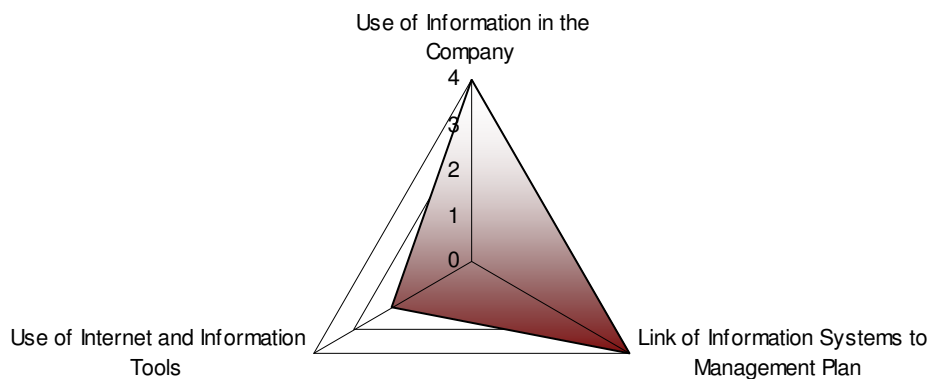 Use of Information in the
Company
4
3
2
1
0
Use of Internet and Information
Tools
Link of Information Systems to
Management Plan